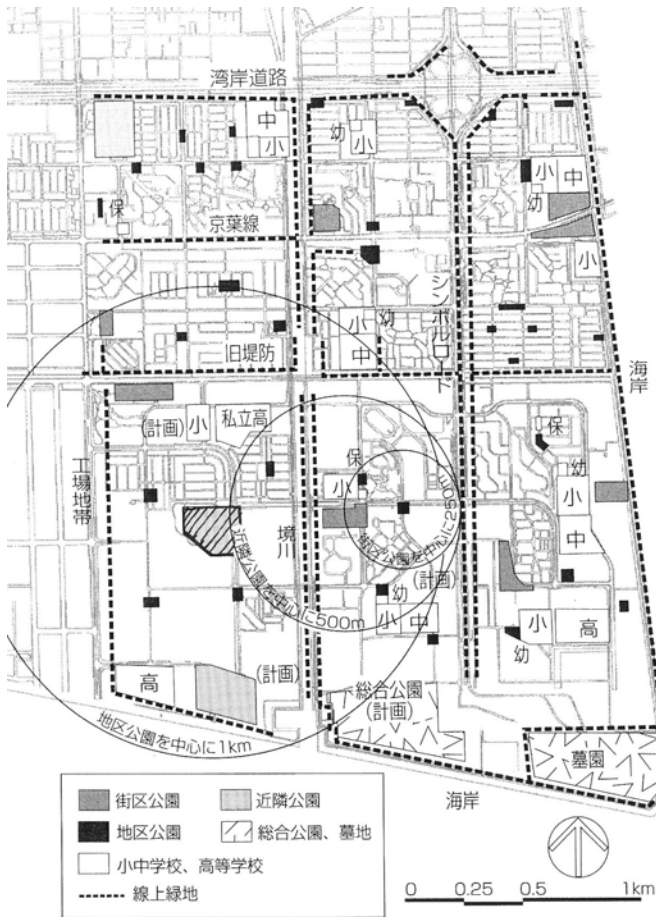 湾岸道路
中
小
幼
小
小
中
幼
保
京葉線
小
シンボルロード
小
幼
中
旧堤防
海岸
(計画)
小
私立高
保
保
幼
小
小
中
工場地帯
境川
街区公園を中心に250m
近隣公園を中心に500m
(計画)
幼
小
中
小
高
幼
高
(計画)
総合公園
(計画)
地区公園を中心に1km
墓園
海岸
街区公園
近隣公園
地区公園
総合公園、墓地
小中学校、高等学校
線上緑地
0 0.25 0.5 1km